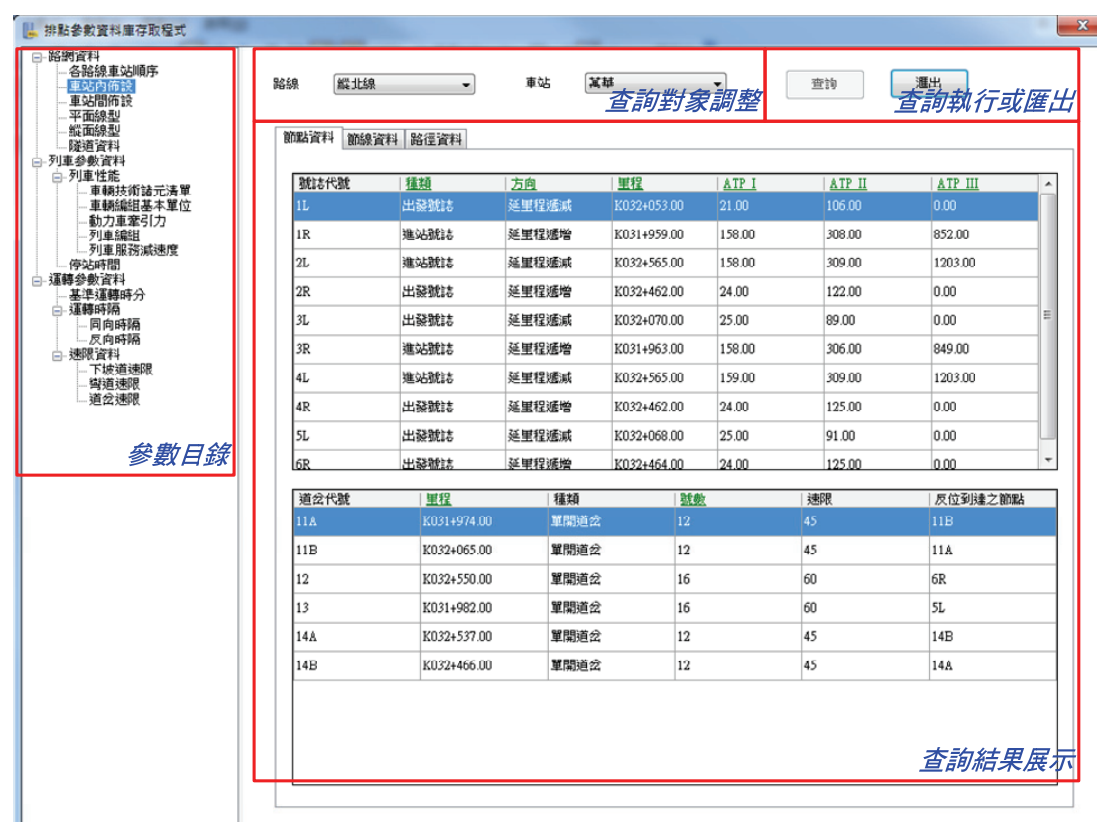 排點參數資料庫存取程式
路網資料
各路線車站順序
車站內佈設
車站間佈設
平面線型
縱面線型
隧道資料
列車參數資料
列車性能
車輛技術諸元清單
車輛編組基本單位
動力車牽引力
列車編組
列車服務減速度
停站時間
運轉參數資料
基準運轉時分
運轉時隔
同向時隔
反向時隔
速限資料
下坡道速限
彎道速限
道岔速限
參數目錄
路線 縱北線 車站 萬華 查詢 匯出
查詢對象調整 查詢執行或匯出
節點資料 節線資料 路徑資料
號誌代號 種類 方向 里程 ATP I ATP II ATP III
1L 出發號誌 延里程遞減 K032+053.00 21.00 106.00 0.00
1R 進站號誌 延里程遞增 K031+959.00 158.00 308.00 852.00
2L 進站號誌 延里程遞減 K032+565.00 158.00 309.00 1203.00
2R 出發號誌 延里程遞增 K032+462.00 24.00 122.00 0.00
3L 出發號誌 延里程遞減 K032+070.00 25.00 89.00 0.00
3R 進站號誌 延里程遞增 K031+963.00 158.00 306.00 849.00
4L 進站號誌 延里程遞減 K032+565.00 159.00 309.00 1203.00
4R 出發號誌 延里程遞增 K032+462.00 24.00 125.00 0.00
5L 出發號誌 延里程遞減 K032+068.00 25.00 91.00 0.00
6R 出發號誌 延里程遞增 K032+464.00 24.00 125.00 0.00
道岔代號 里程 種類 號數 速限 反位到達之節點
11A K031+974.00 單開道岔 12 45 11B
11B K032+065.00 單開道岔 12 45 11A
12 K032+550.00 單開道岔 16 60 6R
13 K031+982.00 單開道岔 16 60 5L
14A K032+537.00 單開道岔 12 45 14B
14B K032+466.00 單開道岔 12 45 14A
查詢結果展示